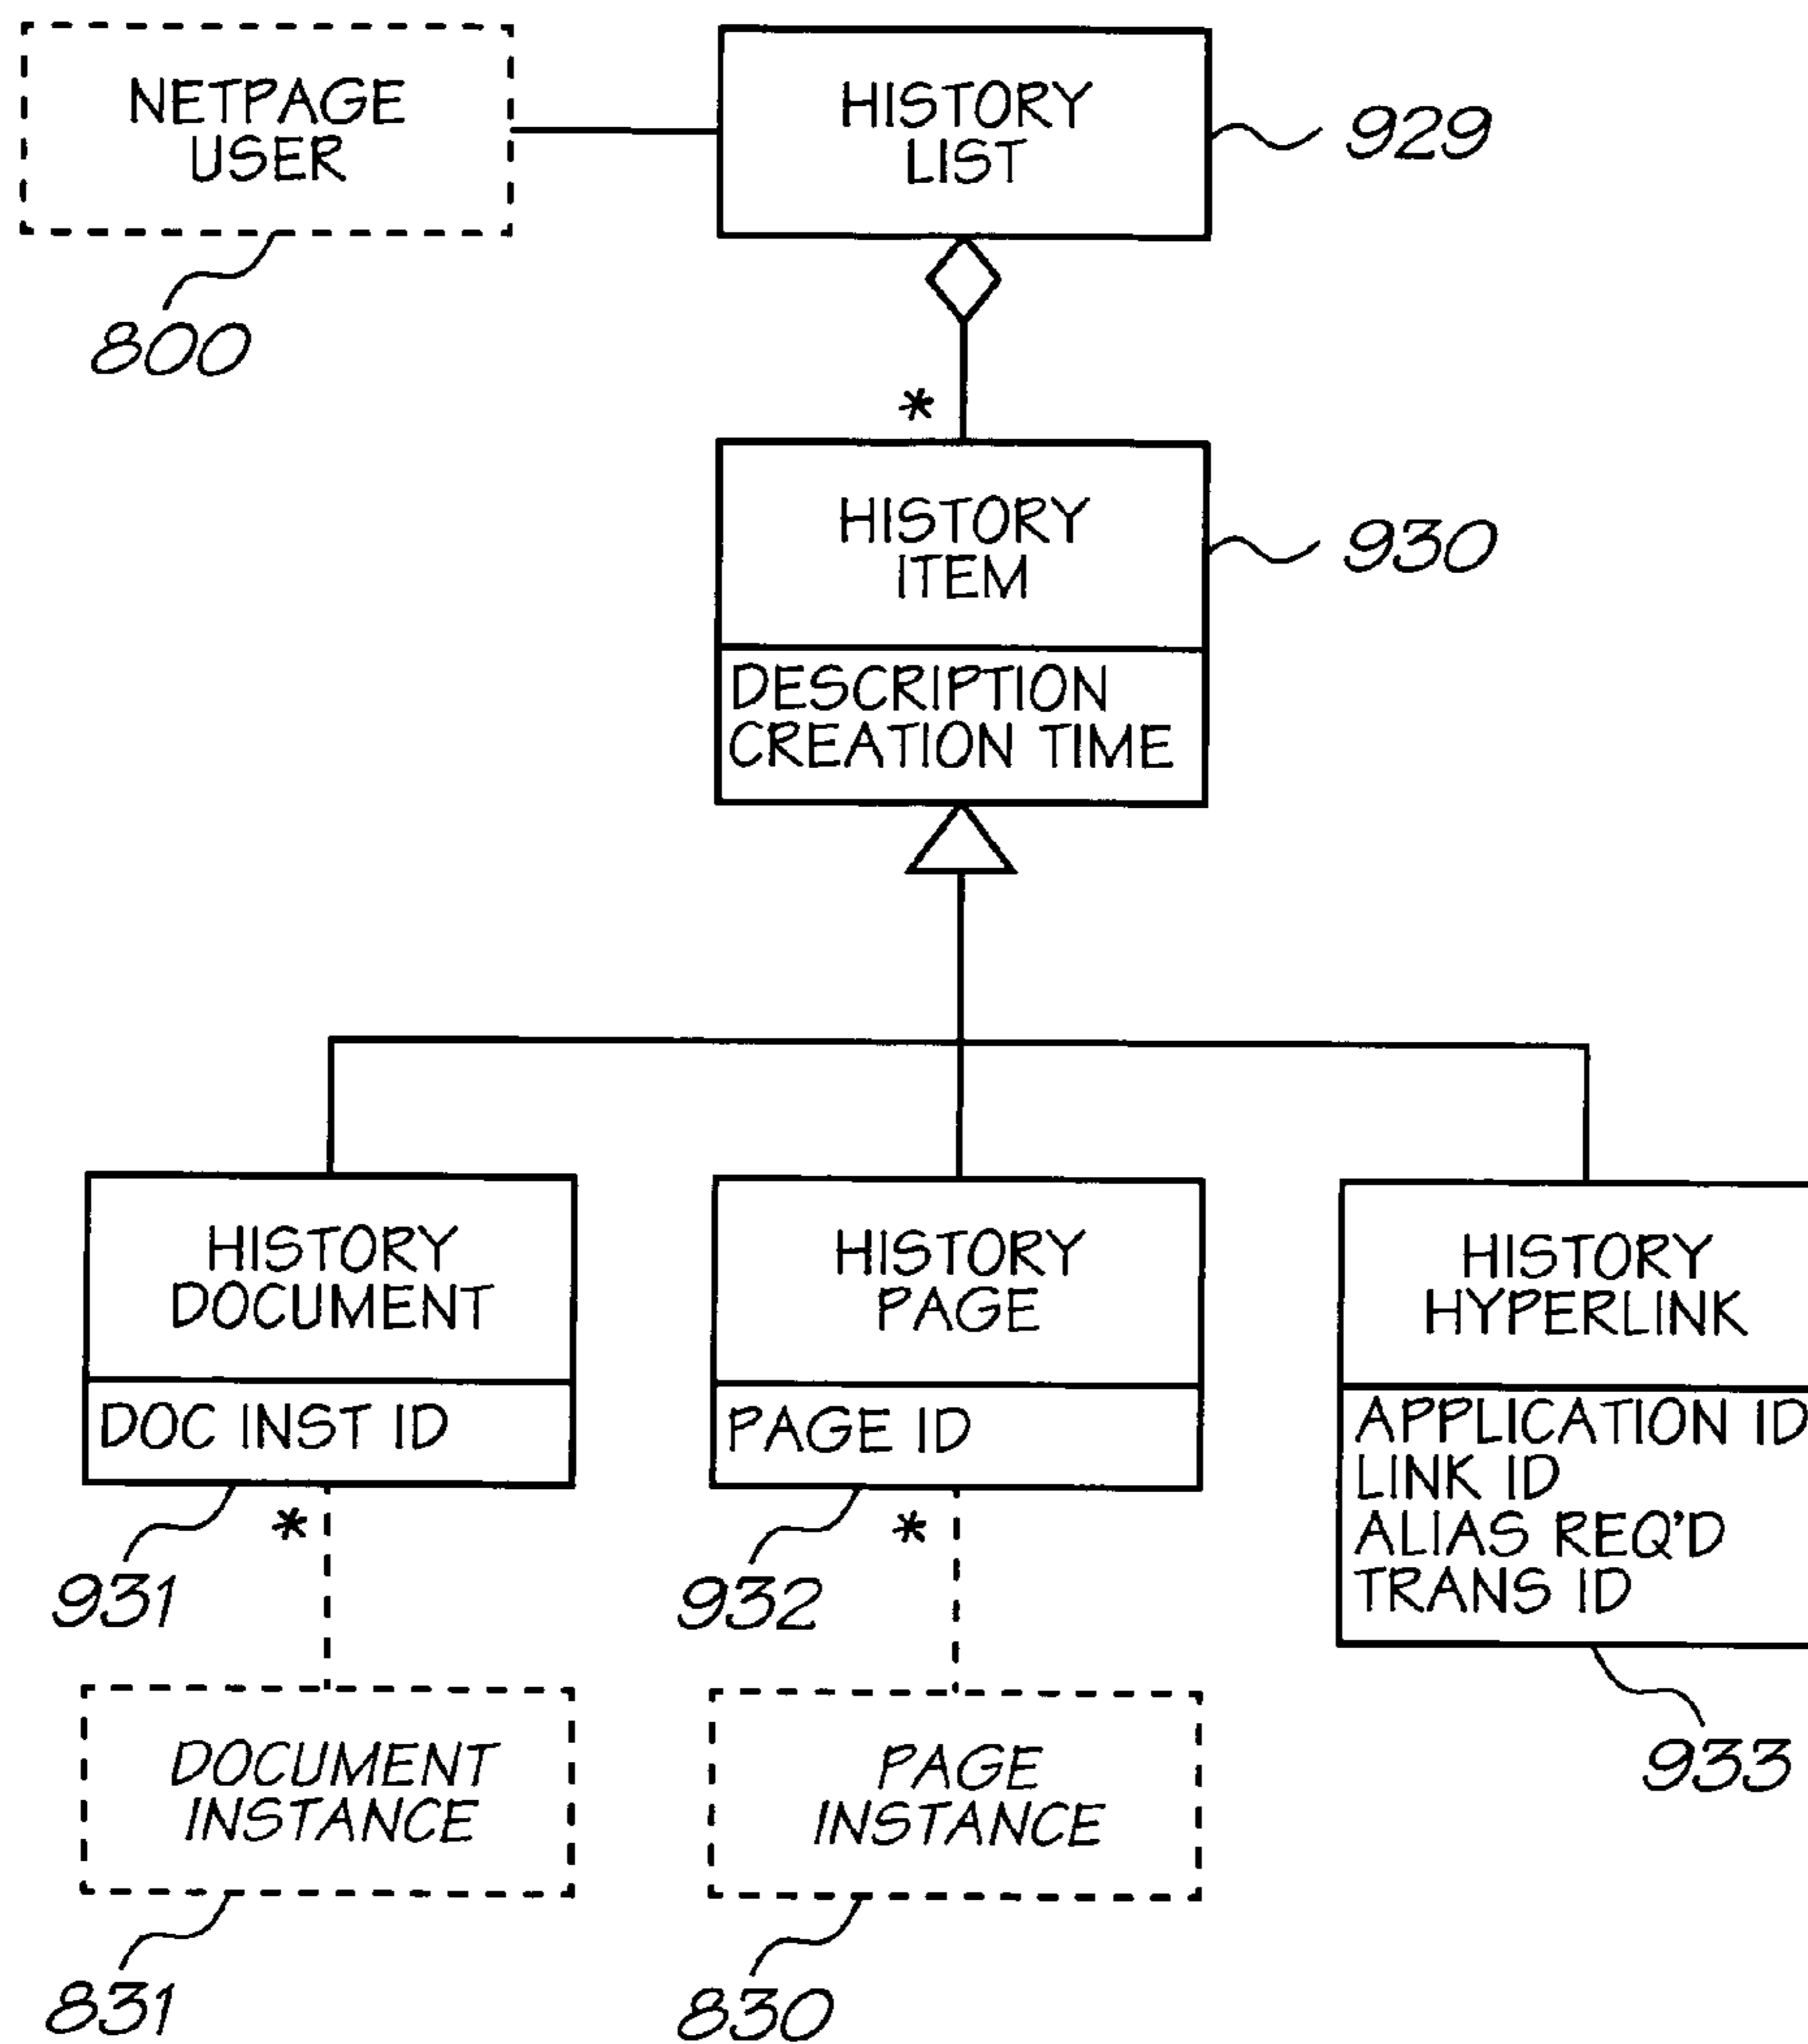 NETPAGE
USER
HISTORY
LIST
929
800
*
HISTORY
ITEM
930
DESCRIPTION
CREATION TIME
HISTORY
DOCUMENT
DOC INST ID
HISTORY
PAGE
PAGE ID
HISTORY
HYPERLINK
APPLICATION ID
LINK ID
ALIAS REQ'D
TRANS ID
*
931
*
932
933
DOCUMENT
INSTANCE
PAGE
INSTANCE
831
830